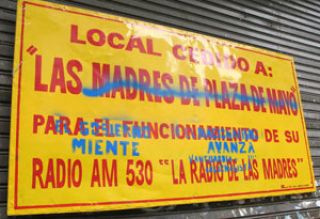 LOCAL CEDIDO A:
"LAS MADRES DE PLAZA DE MAYO"
PARA EL FUNCIONAMIENTO DE SU
MIENTE AVANZA
RADIO AM 530 "LA RADIO DE LAS MADRES"